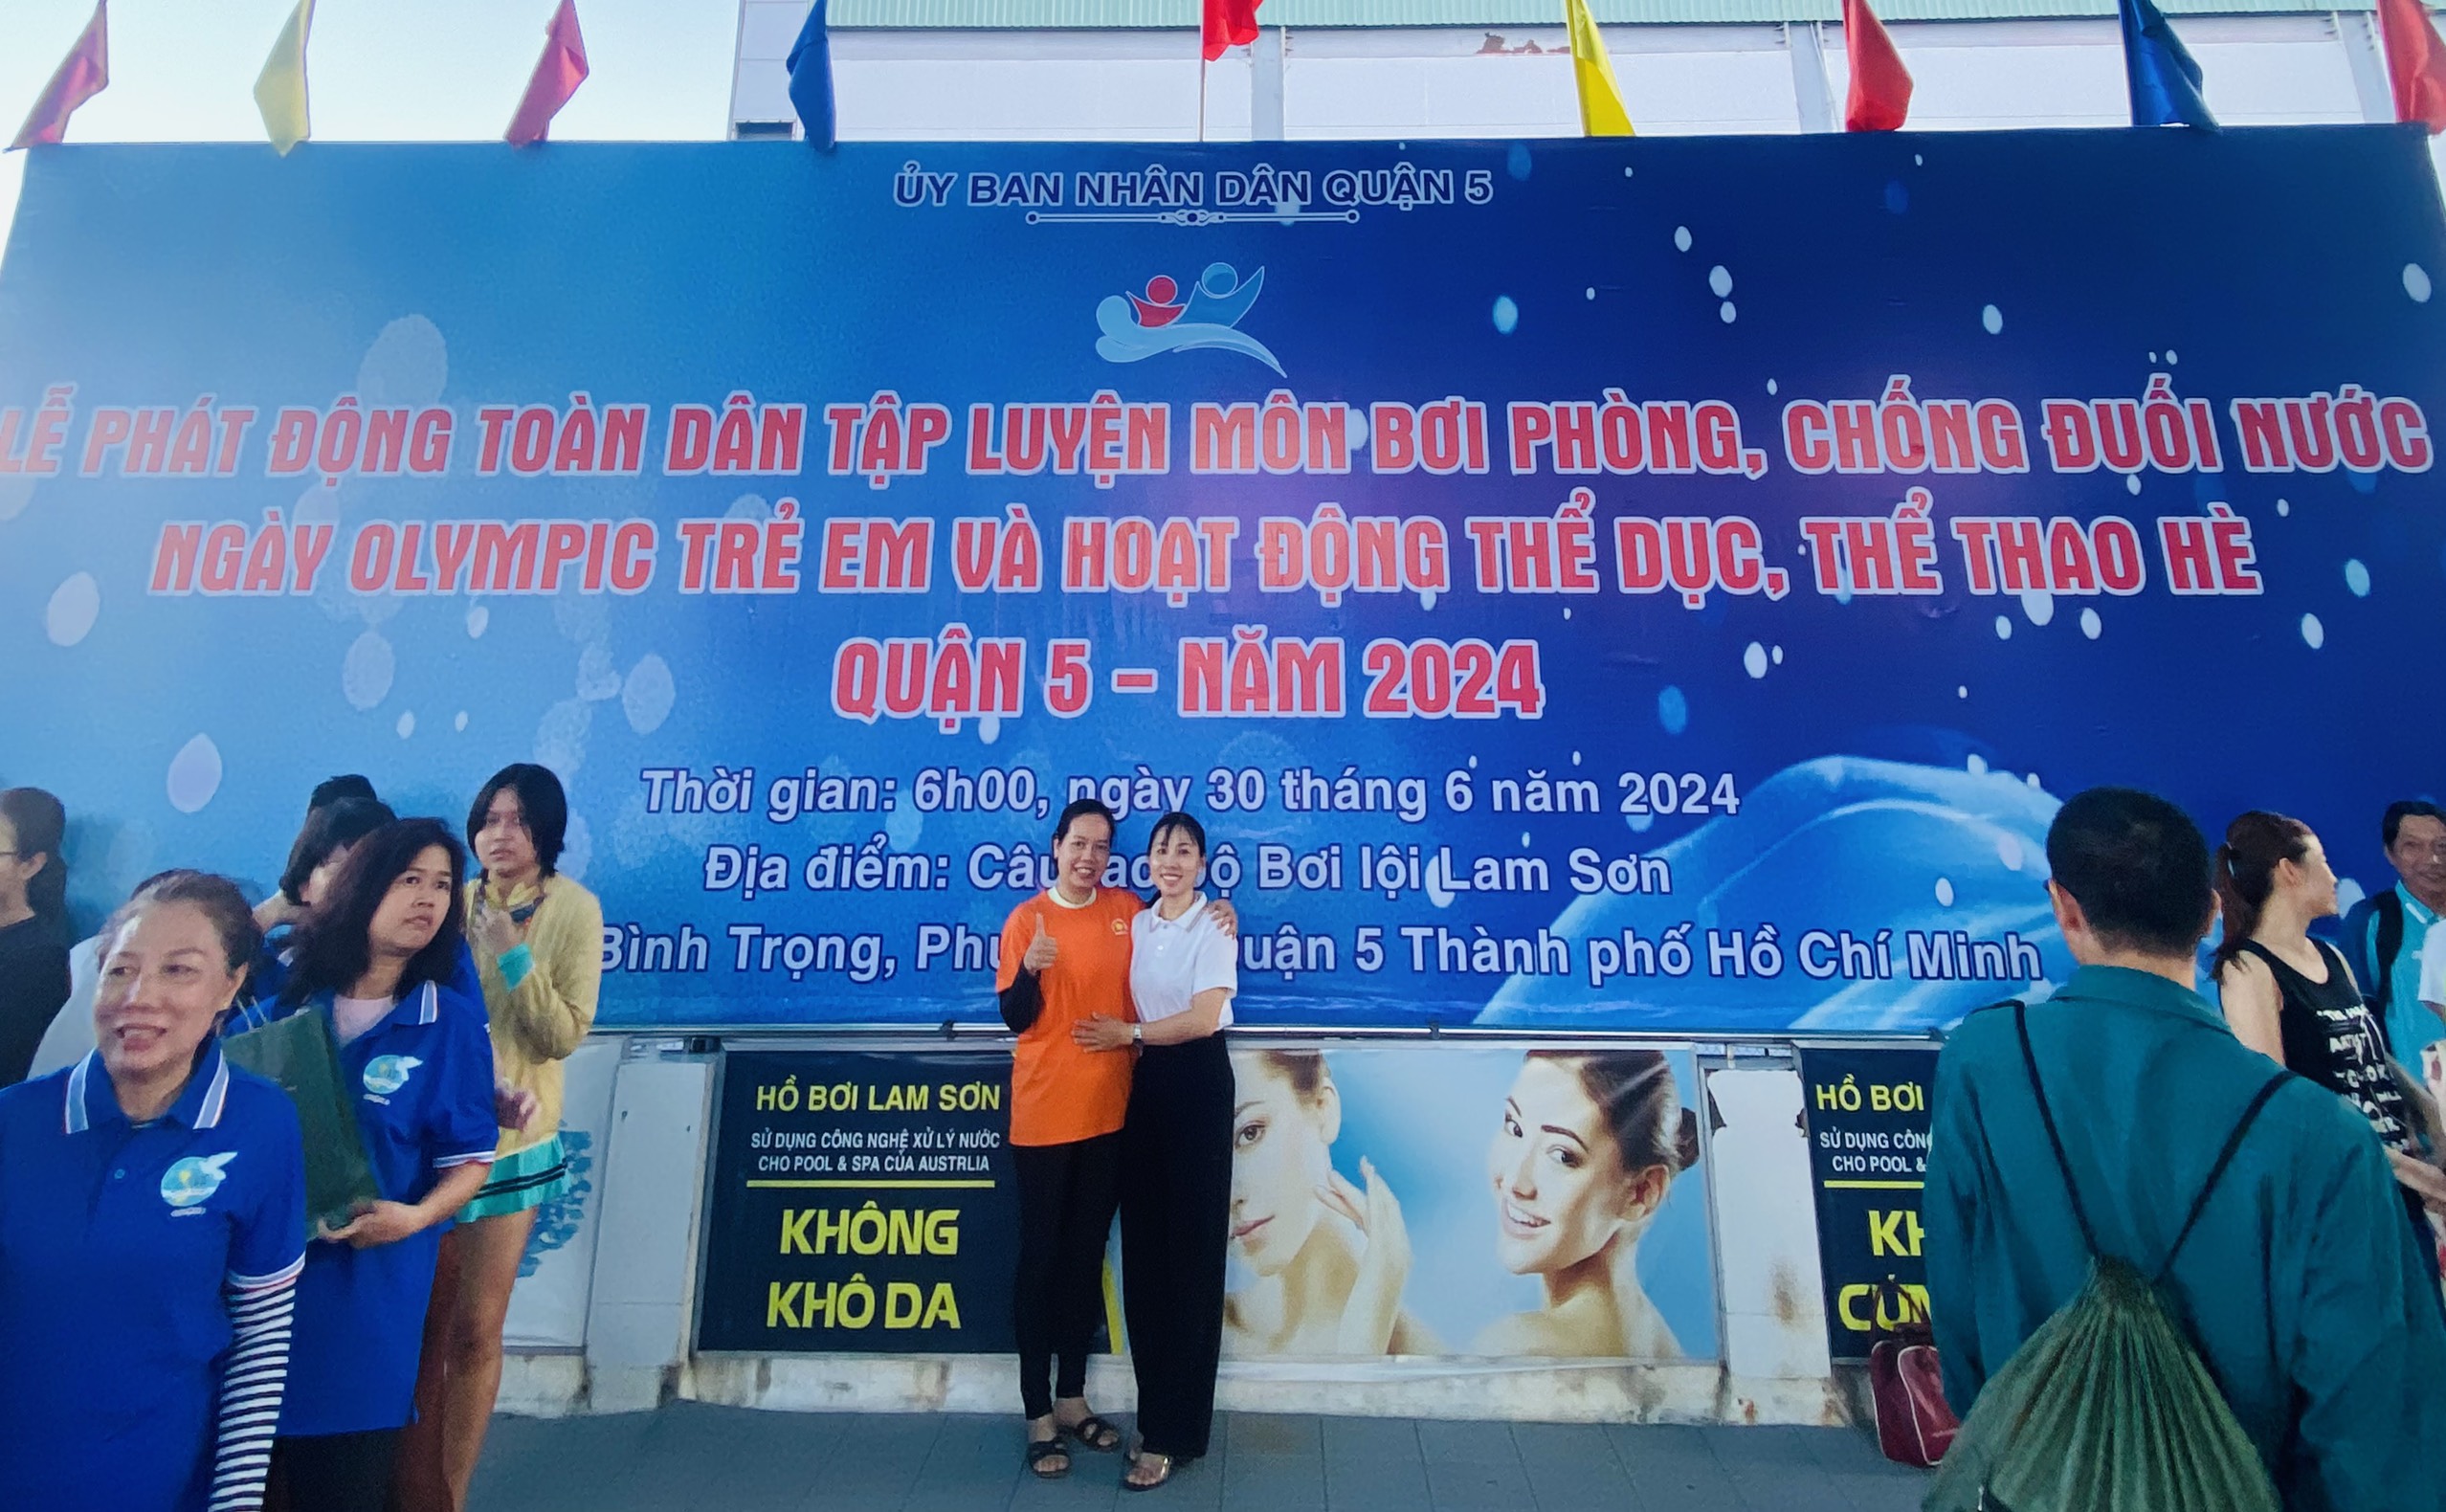 ỦY BAN NHÂN DÂN QUẬN 5
LỄ PHÁT ĐỘNG TOÀN DÂN TẬP LUYỆN MÔN BƠI PHÒNG, CHỐNG ĐUỐI NƯỚC
NGÀY OLYMPIC TRẺ EM VÀ HOẠT ĐỘNG THỂ DỤC, THỂ THAO HÈ
QUẬN 5 – NĂM 2024
Thời gian: 6h00, ngày 30 tháng 6 năm 2024
Địa điểm: Bơi lội Lam Sơn
Bình Trọng, 5 Thành phố Hồ Chí Minh
HỒ BƠI LAM SƠN
SỬ DỤNG CÔNG NGHỆ XỬ LÝ NƯỚC
CHO POOL & SPA CỦA AUSTRLIA
KHÔNG
KHÔ DA
HỒ BƠI
SỬ DỤNG
CHO POOL &